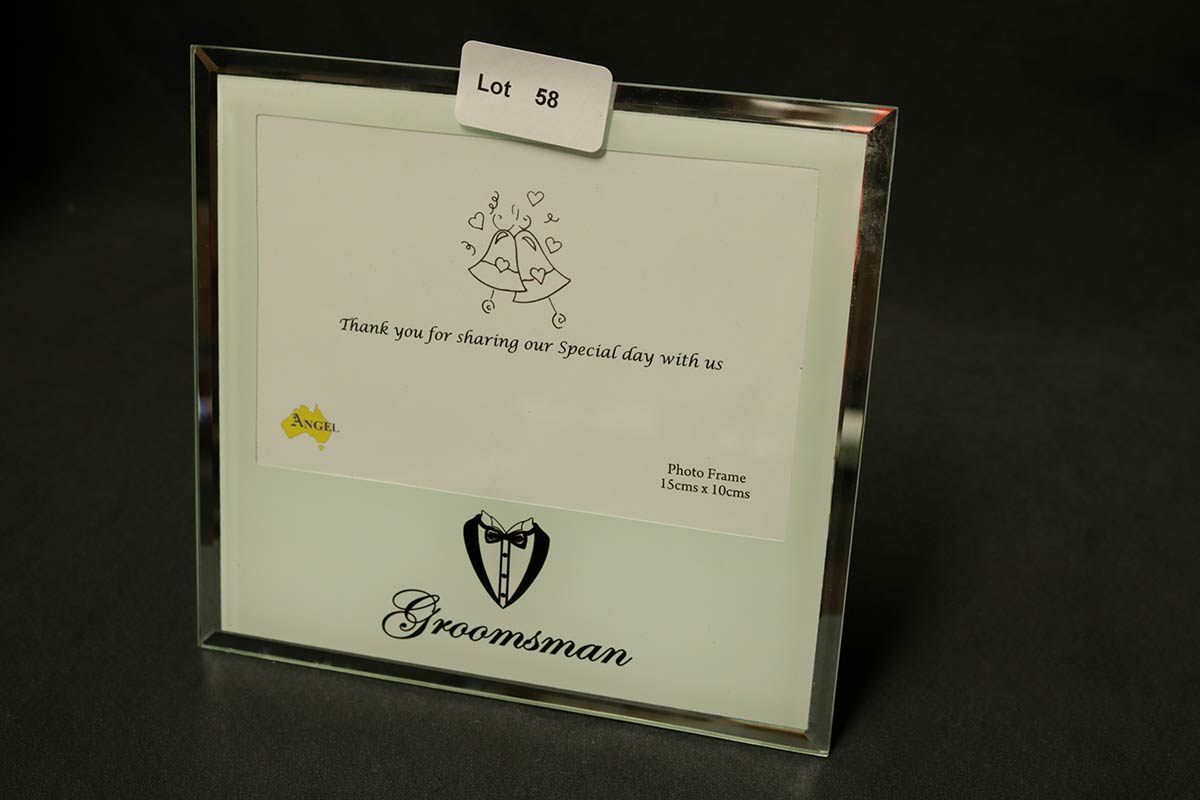 Lot 58
Thank you for sharing our Special day with us
ANGEL
Photo Frame
15cms x 10cms
Groomsman